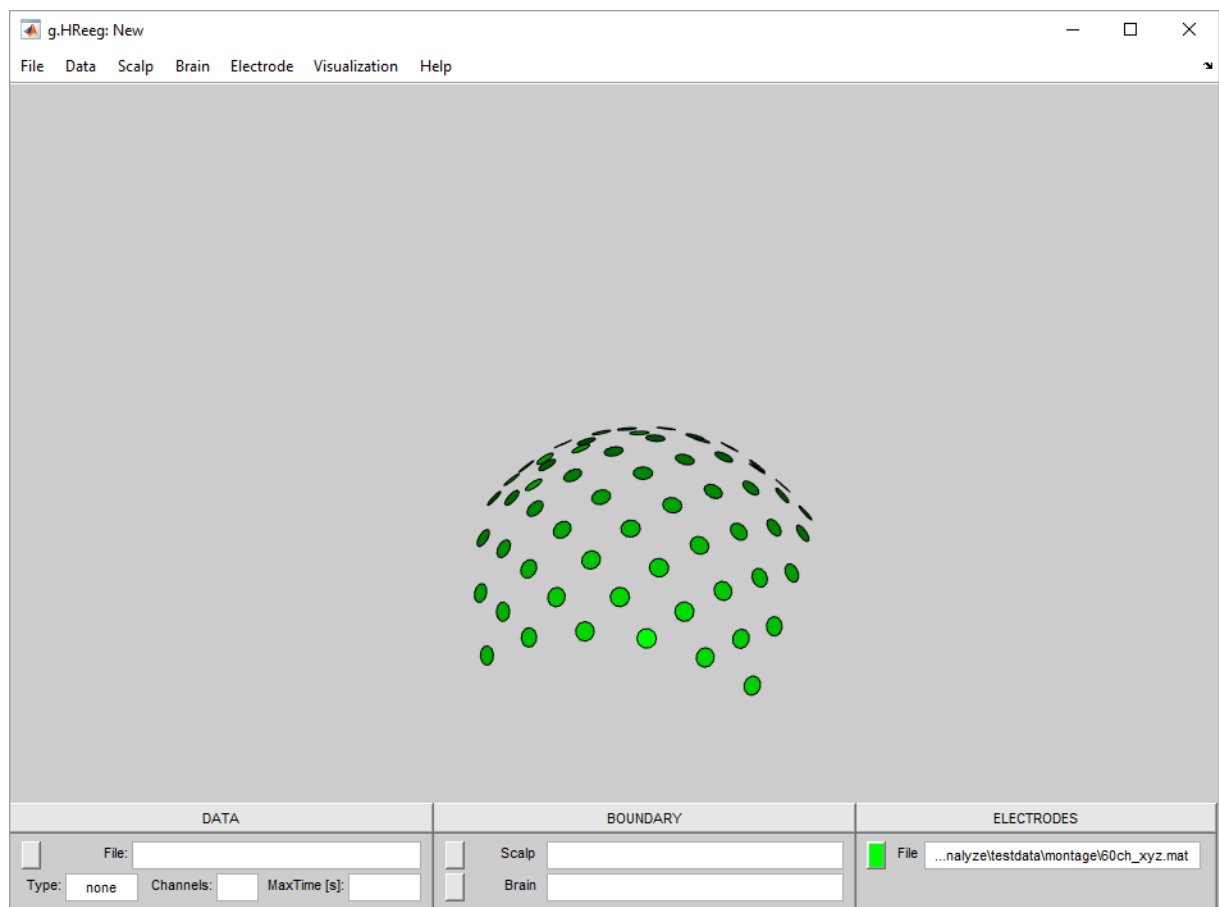 g.HReeg: New
File Data Scalp Brain Electrode Visualization Help
DATA BOUNDARY ELECTRODES
File: Scalp File ...nalyze\testdata\montage\60ch_xyz.mat
Type: none Channels: MaxTime [s]: Brain